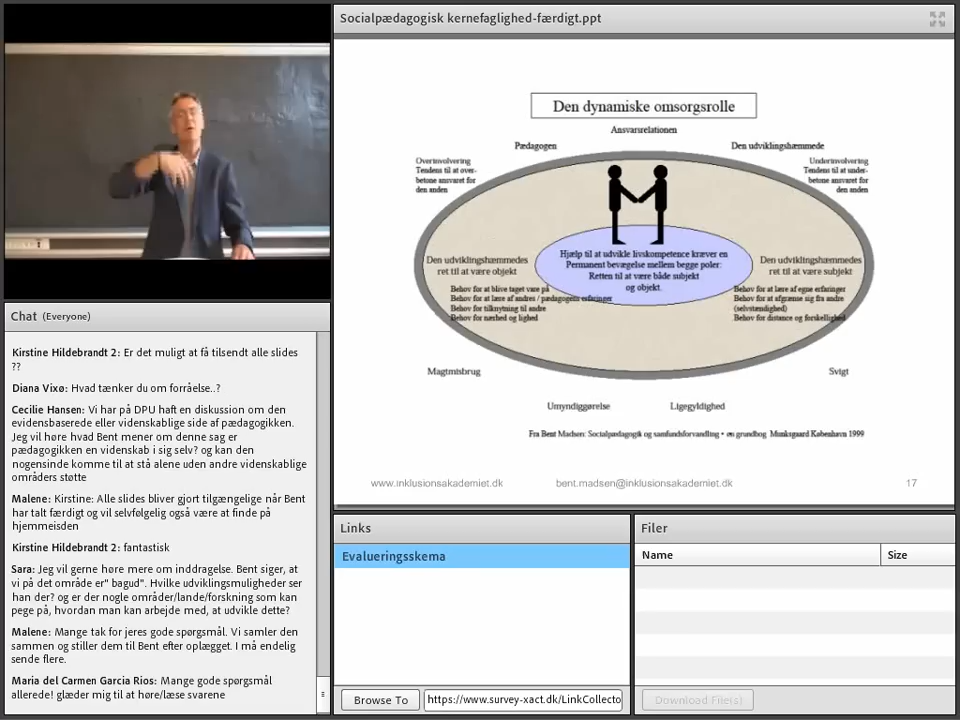 Socialpædagogisk kernefaglighed-færdigt.ppt
Den dynamiske omsorgsrolle
Ansvarsrelationen
Pædagogen
Den udviklingshæmmede
Overinvolvering
Tendens til at over-
betone ansvaret for
den anden
Underinvolvering
Tendens til at under-
betone ansvaret for
den anden
Den udviklingshæmmedes
ret til at være objekt
Behov for at blive taget vare på
Behov for at lære af andres / pædagogens erfaringer
Behov for tilknytning til andre
Behov for nærhed og lighed
Hjælp til at udvikle livskompetence kræver en
Permanent bevægelse mellem begge poler:
Retten til at være både subjekt
og objekt.
Den udviklingshæmmedes
ret til at være subjekt
Behov for at lære af egne erfaringer
Behov for at afgrænse sig fra andre
(selvstændighed)
Behov for distance og forskellighed
Magtmisbrug
Svigt
Umyndiggørelse
Ligegyldighed
Fra Bent Madsen: Socialpædagogik og samfundsforvandling • en grundbog Munksgaard København 1999
www.inklusionsakademiet.dk
bent.madsen@inklusionsakademiet.dk
17
Chat (Everyone)
Kirstine Hildebrandt 2: Er det muligt at få tilsendt alle slides
??
Diana Vixø: Hvad tænker du om forråelse..?
Cecilie Hansen: Vi har på DPU haft en diskussion om den
evidensbaserede eller videnskablige side af pædagogikken.
Jeg vil høre hvad Bent mener om denne sag er
pædagogikken en videnskab i sig selv? og kan den
nogensinde komme til at stå alene uden andre videnskablige
områders støtte
Malene: Kirstine: Alle slides bliver gjort tilgængelige når Bent
har talt færdigt og vil selvfølgelig også være at finde på
hjemmeisden
Kirstine Hildebrandt 2: fantastisk
Sara: Jeg vil gerne høre mere om inddragelse. Bent siger, at
vi på det område er" bagud". Hvilke udviklingsmuligheder ser
han der? og er der nogle områder/lande/forskning som kan
pege på, hvordan man kan arbejde med, at udvikle dette?
Malene: Mange tak for jeres gode spørgsmål. Vi samler den
sammen og stiller dem til Bent efter oplægget. I må endelig
sende flere.
Maria del Carmen Garcia Rios: Mange gode spørgsmål
allerede! glæder mig til at høre/læse svarene
Links
Evalueringsskema
Browse To
https://www.survey-xact.dk/LinkCollecto
Filer
Name
Size
Download File(s)